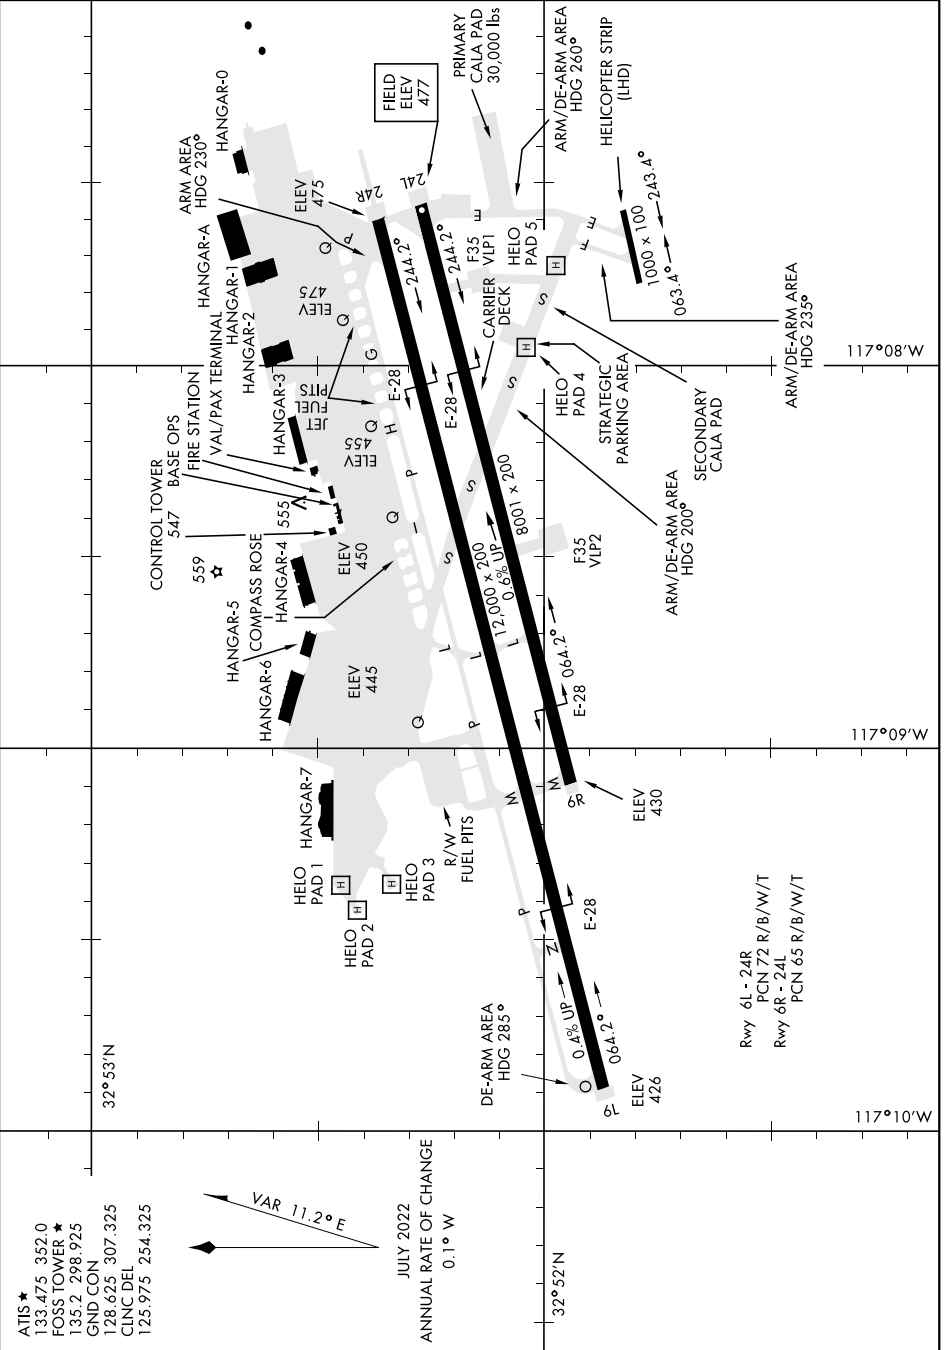 ATIS ★
133.475 352.0
FOSS TOWER ★
135.2 298.925
GND CON
128.625 307.325
CLNC DEL
125.975 254.325
VAR 11.2° E
JULY 2022
ANNUAL RATE OF CHANGE
0.1° W
32°53'N
32°52'N
117°10'W
117°09'W
117°08'W
HANGAR-0
HANGAR-A
HANGAR-1
HANGAR-2
HANGAR-3
VAL/PAX TERMINAL
FIRE STATION
BASE OPS
CONTROL TOWER
547
559
555
HANGAR-4
COMPASS ROSE
HANGAR-5
HANGAR-6
HANGAR-7
HELO
PAD 1
H
HELO
PAD 2
H
HELO
PAD 3
H
R/W
FUEL PITS
ELEV
445
ELEV
450
ELEV
455
JET
FUEL
PITS
ELEV
475
ARM AREA
HDG 230°
ELEV
475
FIELD
ELEV
477
PRIMARY
CALA PAD
30,000 lbs
ARM/DE-ARM AREA
HDG 260°
HELICOPTER STRIP
(LHD)
1000 x 100
063.4°
243.4°
ARM/DE-ARM AREA
HDG 235°
F35
VLP1
HELO
PAD 5
H
CARRIER
DECK
HELO
PAD 4
H
STRATEGIC
PARKING AREA
SECONDARY
CALA PAD
ARM/DE-ARM AREA
HDG 200°
F35
VLP2
24R
24L
244.2°
244.2°
E-28
E-28
12,000 x 200
8001 x 200
0.6% UP
064.2°
E-28
6R
ELEV
430
E-28
DE-ARM AREA
HDG 285°
0.4% UP
064.2°
6L
ELEV
426
Q
P
Q
G
Q
H
P
Q
I
S
S
S
S
E
E
F
L
L
L
Q
P
W
W
P
Z
Rwy 6L - 24R
PCN 72 R/B/W/T
Rwy 6R - 24L
PCN 65 R/B/W/T